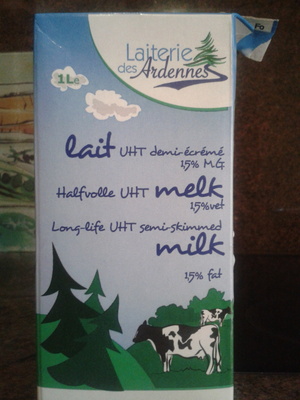 1Le
Laiterie
des
Ardennes
lait UHT demi-écrémé
1,5% M.G.
Halfvolle UHT melk
1,5% vet
Long-life UHT semi-skimmed
milk
1,5% fat